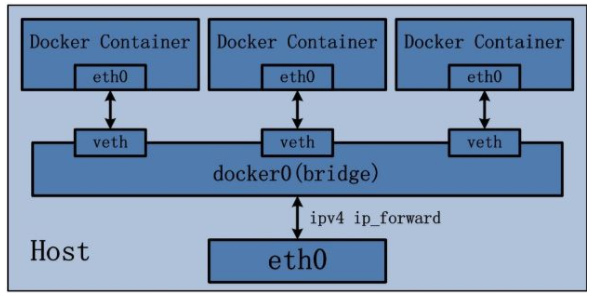 Docker Container Docker Container Docker Container
eth0 eth0 eth0
veth veth veth
docker0(bridge)
ipv4 ip_forward
Host
eth0